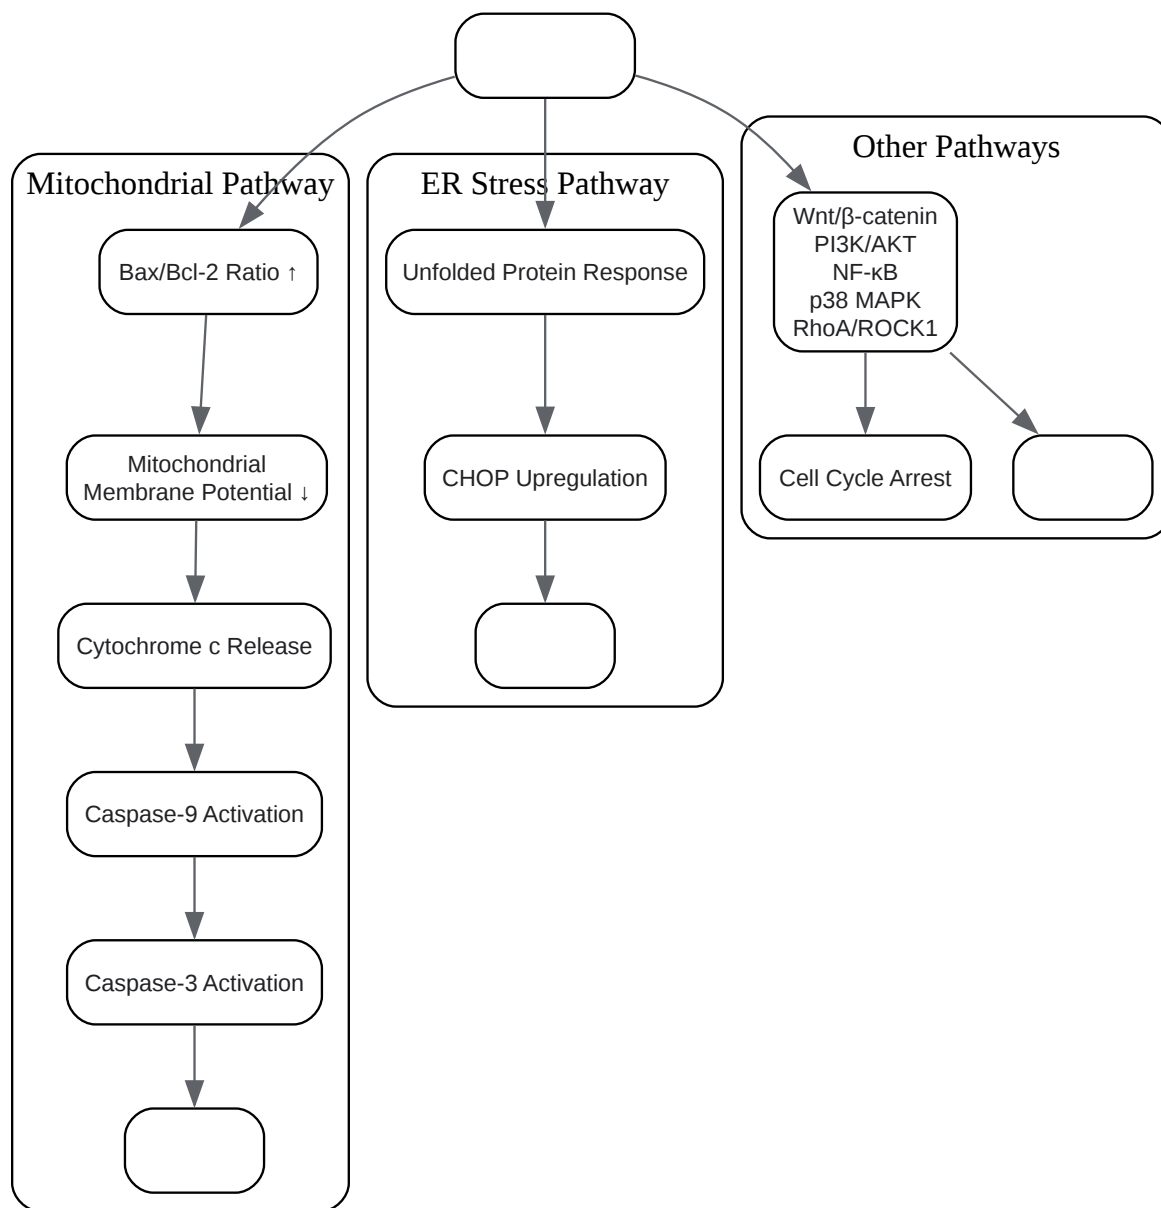 Other Pathways
Mitochondrial Pathway
ER Stress Pathway
Wnt/β-catenin
PI3K/AKT
NF-κB
p38 MAPK
RhoA/ROCK1
Bax/Bcl-2 Ratio ↑
Unfolded Protein Response
Mitochondrial
Membrane Potential ↓
CHOP Upregulation
Cell Cycle Arrest
Cytochrome c Release
Caspase-9 Activation
Caspase-3 Activation